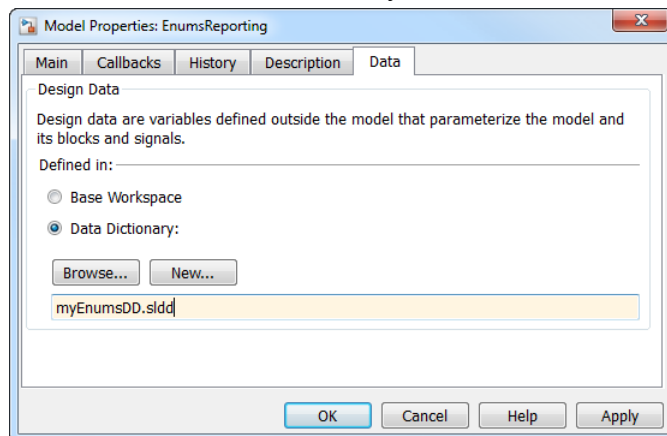 Model Properties: EnumsReporting
Main Callbacks History Description Data
Design Data
Design data are variables defined outside the model that parameterize the model and
its blocks and signals.
Defined in:
Base Workspace
Data Dictionary:
Browse... New...
myEnumsDD.sldd
OK Cancel Help Apply